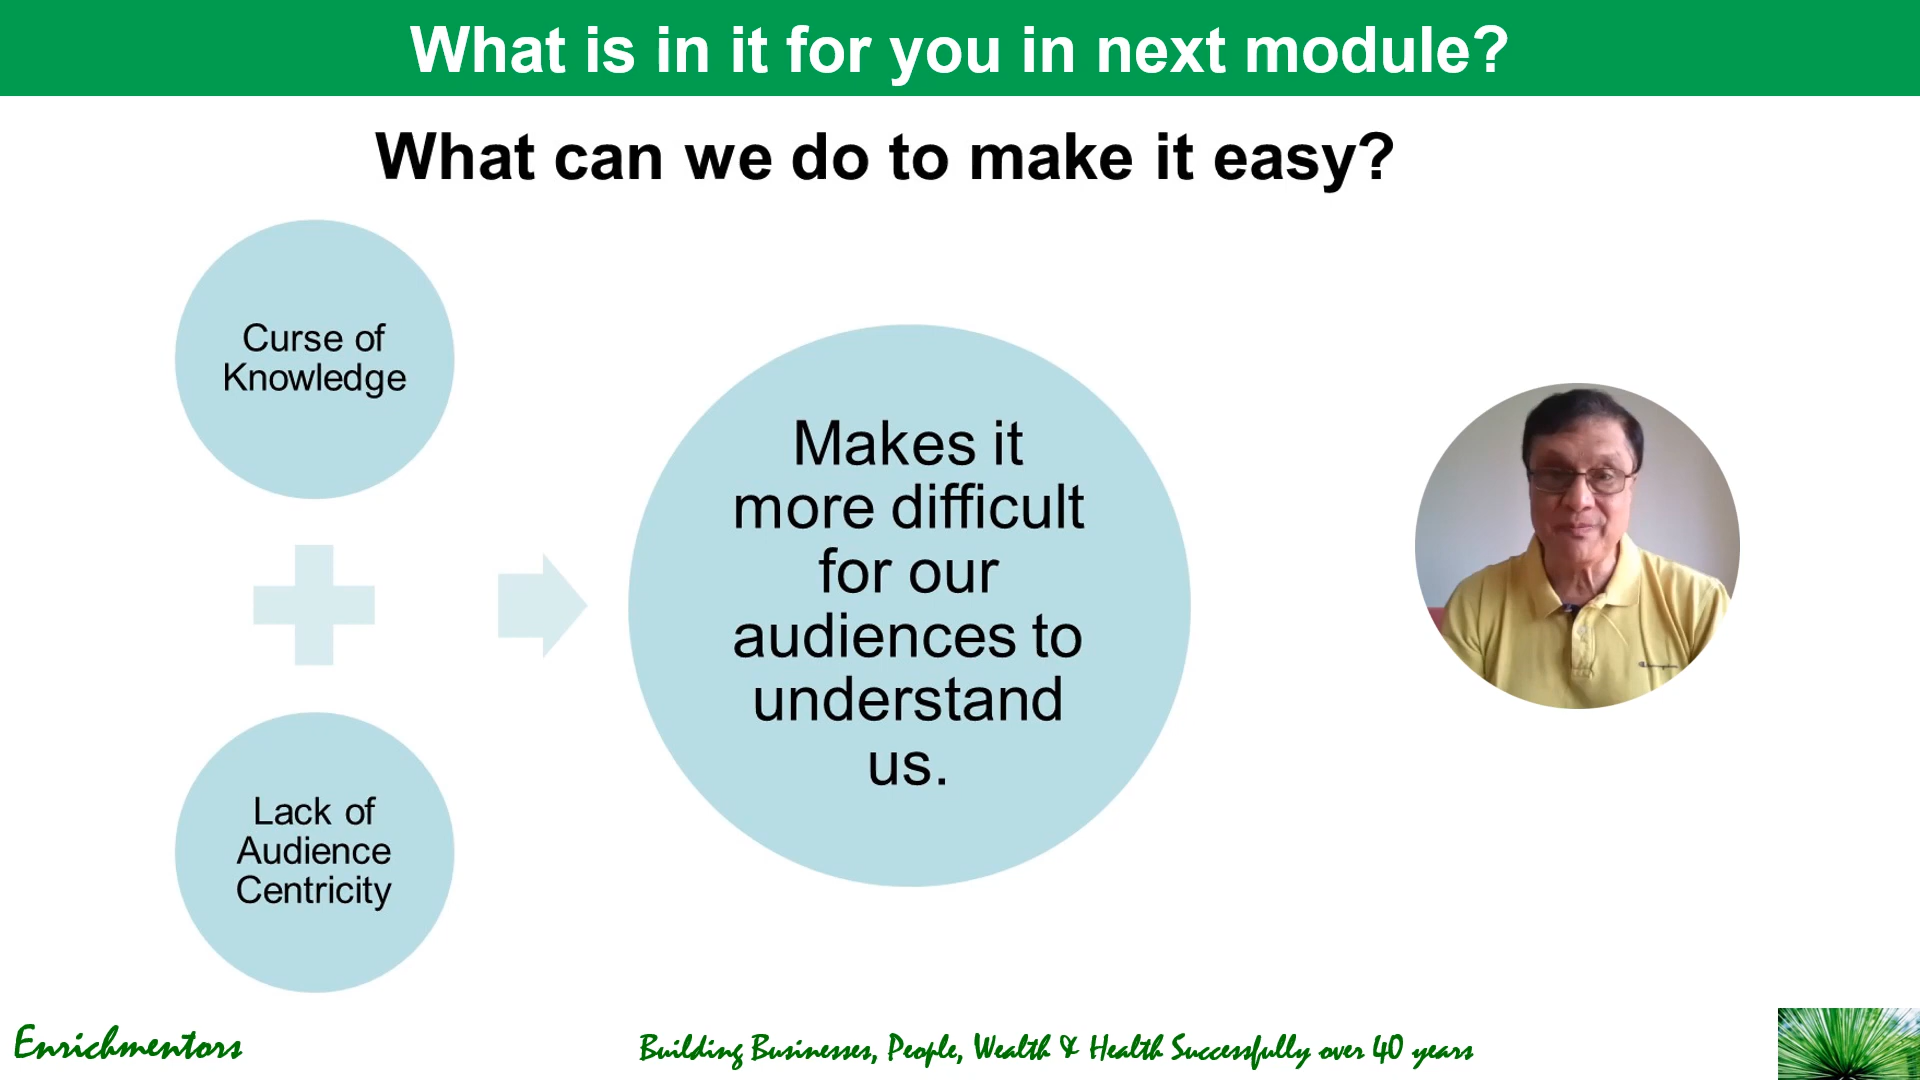 What is in it for you in next module?
What can we do to make it easy?
Curse of
Knowledge
Lack of
Audience
Centricity
Makes it
more difficult
for our
audiences to
understand
us.
Enrichmentors
Building Businesses, People, Wealth & Health Successfully over 40 years